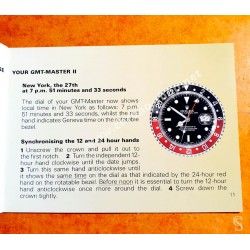 YOUR GMT-MASTER II
New York, the 27th
at 7 p.m. 51 minutes and 33 seconds
The dial of your GMT-Master now shows
local time in New York as follows: 7 p.m.
51 minutes and 33 seconds, whilst the red
hand indicates Geneva time on the rotatable
bezel.
Synchronising the 12 and 24 hour hands
1 Unscrew the crown and pull it out to
the first notch. 2 Turn the independent 12-
hour hand anticlockwise until the date jumps.
3 Turn this same hand anticlockwise until
it shows the same time on the dial as that indicated by the 24-hour red
hand on the rotatable bezel. Before noon it is essential to turn the 12-hour
hand anticlockwise once more around the dial. 4 Screw down the
crown tightly.